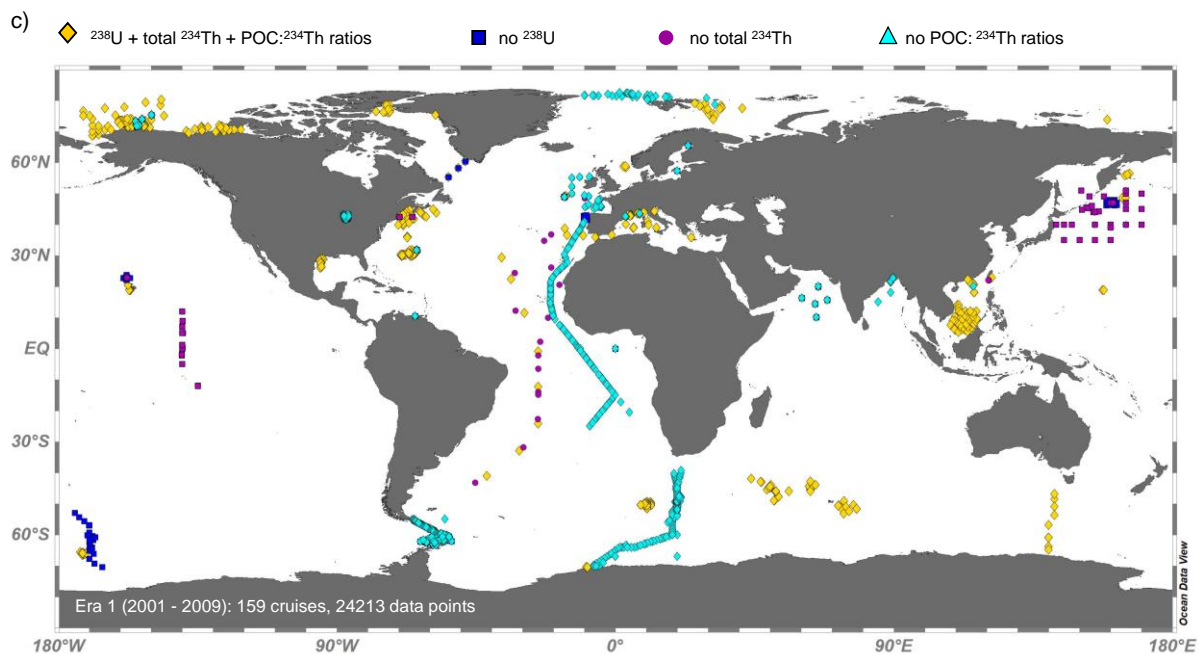 c)
²³⁸U + total ²³⁴Th + POC:²³⁴Th ratios
no ²³⁸U
no total ²³⁴Th
no POC: ²³⁴Th ratios
60°N
30°N
EQ
30°S
60°S
Era 1 (2001 - 2009): 159 cruises, 24213 data points
Ocean Data View
180°W
90°W
0°
90°E
180°E